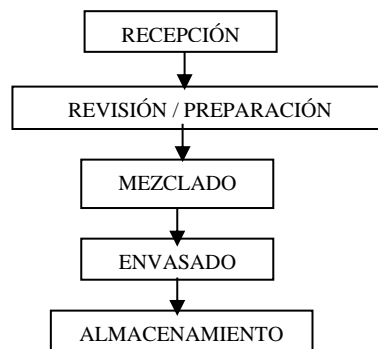 RECEPCIÓN
REVISIÓN / PREPARACIÓN
MEZCLADO
ENVASADO
ALMACENAMIENTO